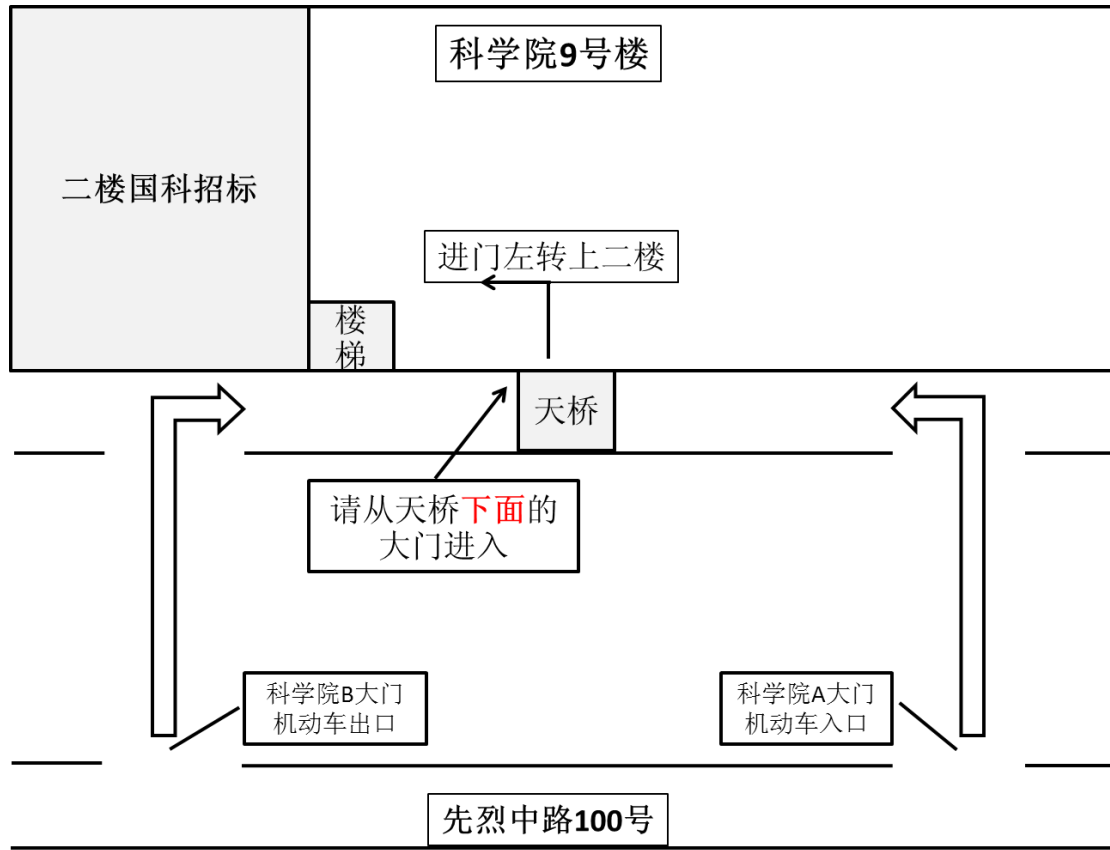 科学院9号楼
二楼国科招标
进门左转上二楼
楼
梯
天桥
请从天桥下面的
大门进入
科学院B大门
机动车出口
科学院A大门
机动车入口
先烈中路100号